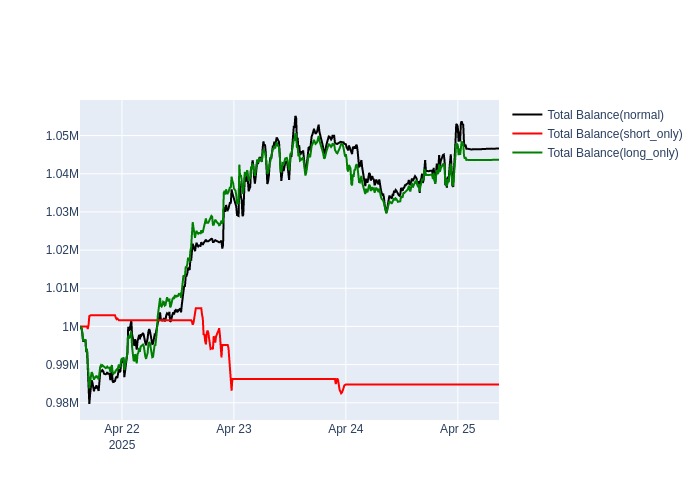 Total Balance(normal)
Total Balance(short_only)
Total Balance(long_only)
1.05M
1.04M
1.03M
1.02M
1.01M
1M
0.99M
0.98M
Apr 22
2025
Apr 23
Apr 24
Apr 25